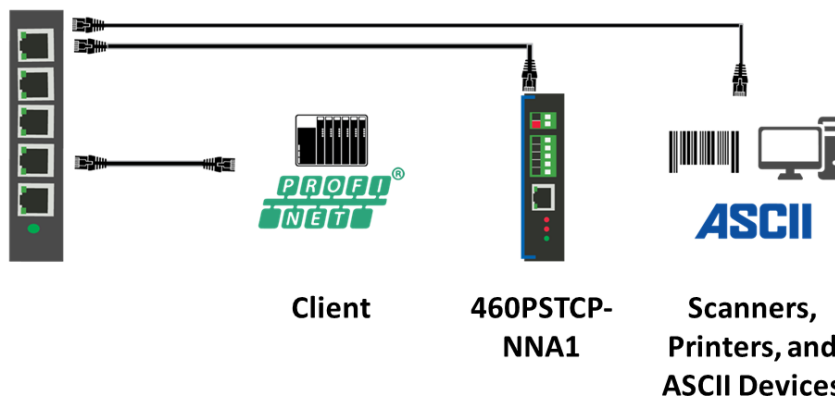 PROFI®
NET
ASCII
Client
460PSTCP-
NNA1
Scanners,
Printers, and
ASCII Devices